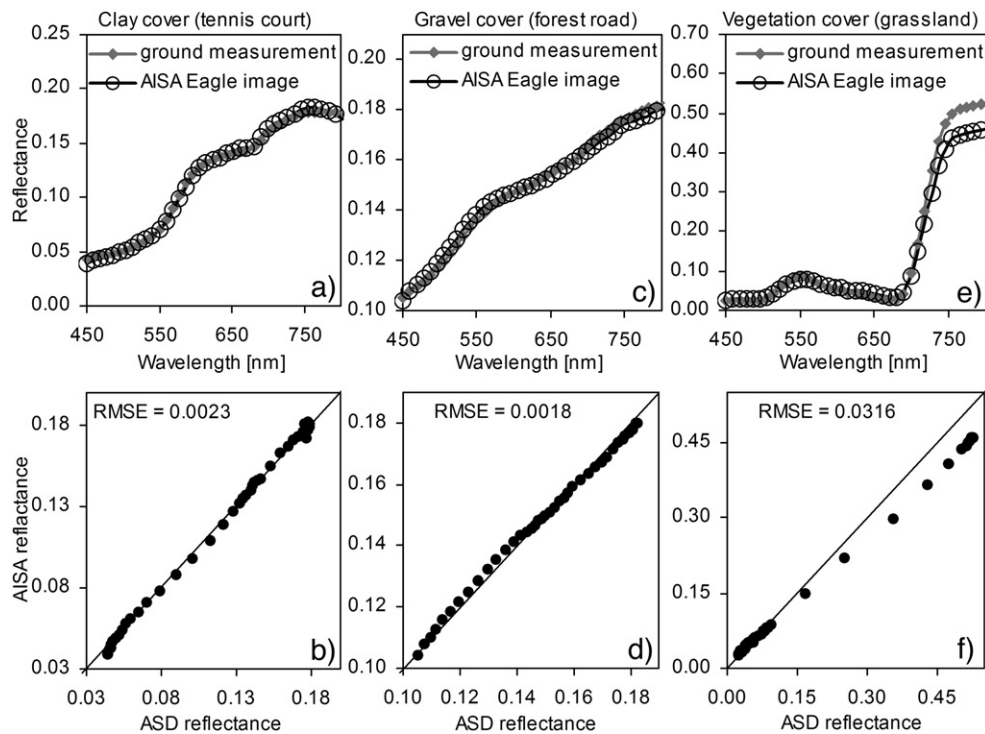 Clay cover (tennis court)
0.25
0.20
0.15
0.10
0.05
0.00
Reflectance
ground measurement
AISA Eagle image
a)
450 550 650 750
Wavelength [nm]
Gravel cover (forest road)
0.20
0.18
0.16
0.14
0.12
0.10
ground measurement
AISA Eagle image
c)
450 550 650 750
Wavelength [nm]
Vegetation cover (grassland)
0.70
0.60
0.50
0.40
0.30
0.20
0.10
0.00
ground measurement
AISA Eagle image
e)
450 550 650 750
Wavelength [nm]
RMSE = 0.0023
0.18
0.13
0.08
0.03
AISA reflactance
b)
0.03 0.08 0.13 0.18
ASD reflectance
RMSE = 0.0018
0.18
0.16
0.14
0.12
0.10
d)
0.10 0.12 0.14 0.16 0.18
ASD reflectance
RMSE = 0.0316
0.45
0.30
0.15
0.00
f)
0.00 0.15 0.30 0.45
ASD reflectance